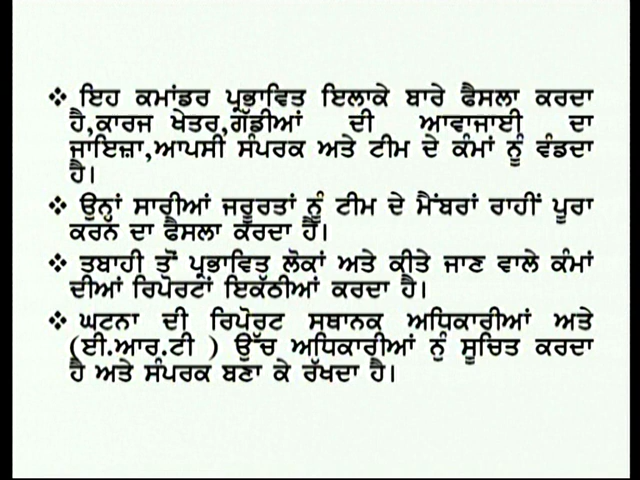 ❖ ਇਹ ਕਮਾਂਡਰ ਪ੍ਰਭਾਵਿਤ ਇਲਾਕੇ ਬਾਰੇ ਫੈਸਲਾ ਕਰਦਾ
ਹੈ,ਕਾਰਜ ਖੇਤਰ,ਗੱਡੀਆਂ ਦੀ ਆਵਾਜਾਈ ਦਾ
ਜਾਇਜ਼ਾ,ਆਪਸੀ ਸੰਪਰਕ ਅਤੇ ਟੀਮ ਦੇ ਕੰਮਾਂ ਨੂੰ ਵੰਡਦਾ
ਹੈ।
❖ ਉਨ੍ਹਾਂ ਸਾਰੀਆਂ ਜਰੂਰਤਾਂ ਨੂੰ ਟੀਮ ਦੇ ਮੈਂਬਰਾਂ ਰਾਹੀਂ ਪੂਰਾ
ਕਰਨ ਦਾ ਫੈਸਲਾ ਕਰਦਾ ਹੈ।
❖ ਤਬਾਹੀ ਤੋਂ ਪ੍ਰਭਾਵਿਤ ਲੋਕਾਂ ਅਤੇ ਕੀਤੇ ਜਾਣ ਵਾਲੇ ਕੰਮਾਂ
ਦੀਆਂ ਰਿਪੋਰਟਾਂ ਇਕੱਠੀਆਂ ਕਰਦਾ ਹੈ।
❖ ਘਟਨਾ ਦੀ ਰਿਪੋਰਟ ਸਥਾਨਕ ਅਧਿਕਾਰੀਆਂ ਅਤੇ
(ਈ.ਆਰ.ਟੀ ) ਉੱਚ ਅਧਿਕਾਰੀਆਂ ਨੂੰ ਸੂਚਿਤ ਕਰਦਾ
ਹੈ ਅਤੇ ਸੰਪਰਕ ਬਣਾ ਕੇ ਰੱਖਦਾ ਹੈ।